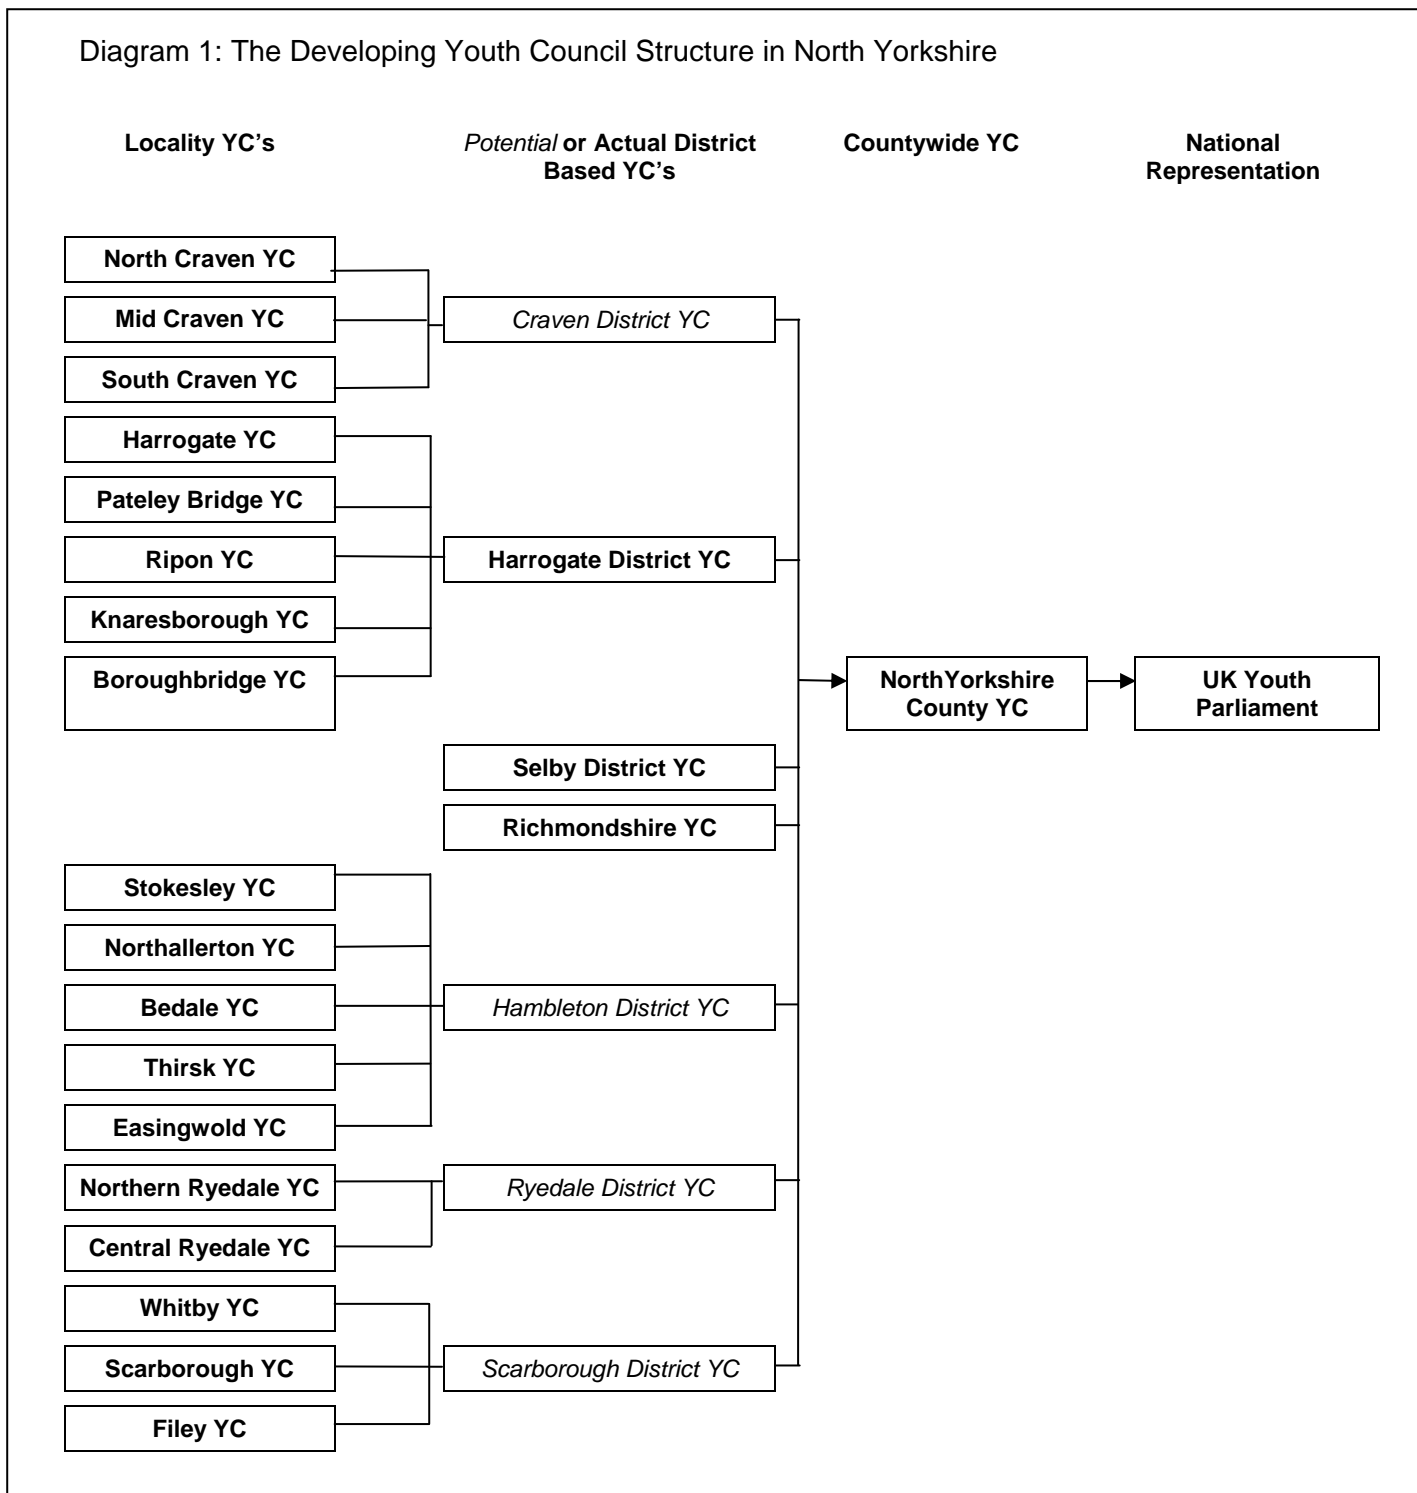 Diagram 1: The Developing Youth Council Structure in North Yorkshire
Locality YC's
Potential or Actual District
Based YC's
Countywide YC
National
Representation
North Craven YC
Mid Craven YC
South Craven YC
Harrogate YC
Pateley Bridge YC
Ripon YC
Knaresborough YC
Boroughbridge YC
Stokesley YC
Northallerton YC
Bedale YC
Thirsk YC
Easingwold YC
Northern Ryedale YC
Central Ryedale YC
Whitby YC
Scarborough YC
Filey YC
Craven District YC
Harrogate District YC
Selby District YC
Richmondshire YC
Hambleton District YC
Ryedale District YC
Scarborough District YC
NorthYorkshire
County YC
UK Youth
Parliament